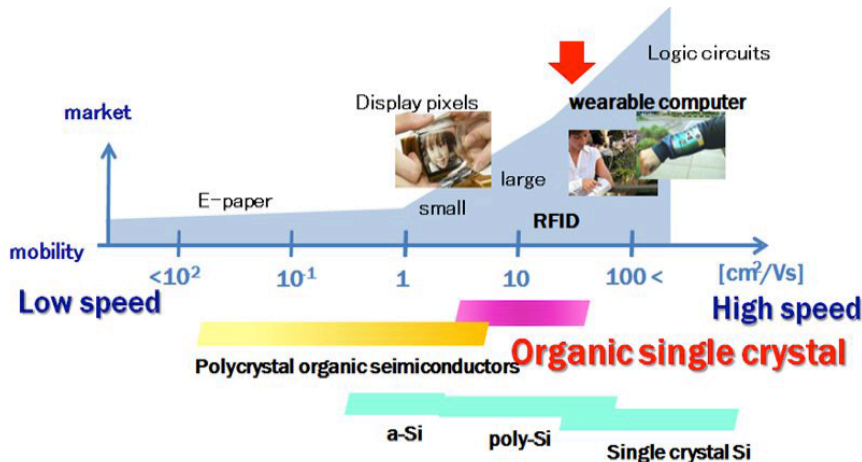 Logic circuits
Display pixels
wearable computer
market
E-paper
large
small
RFID
mobility
<10² 10⁻¹ 1 10 100 < [cm²/Vs]
Low speed
High speed
Organic single crystal
Polycrystal organic seimiconductors
a-Si
poly-Si
Single crystal Si